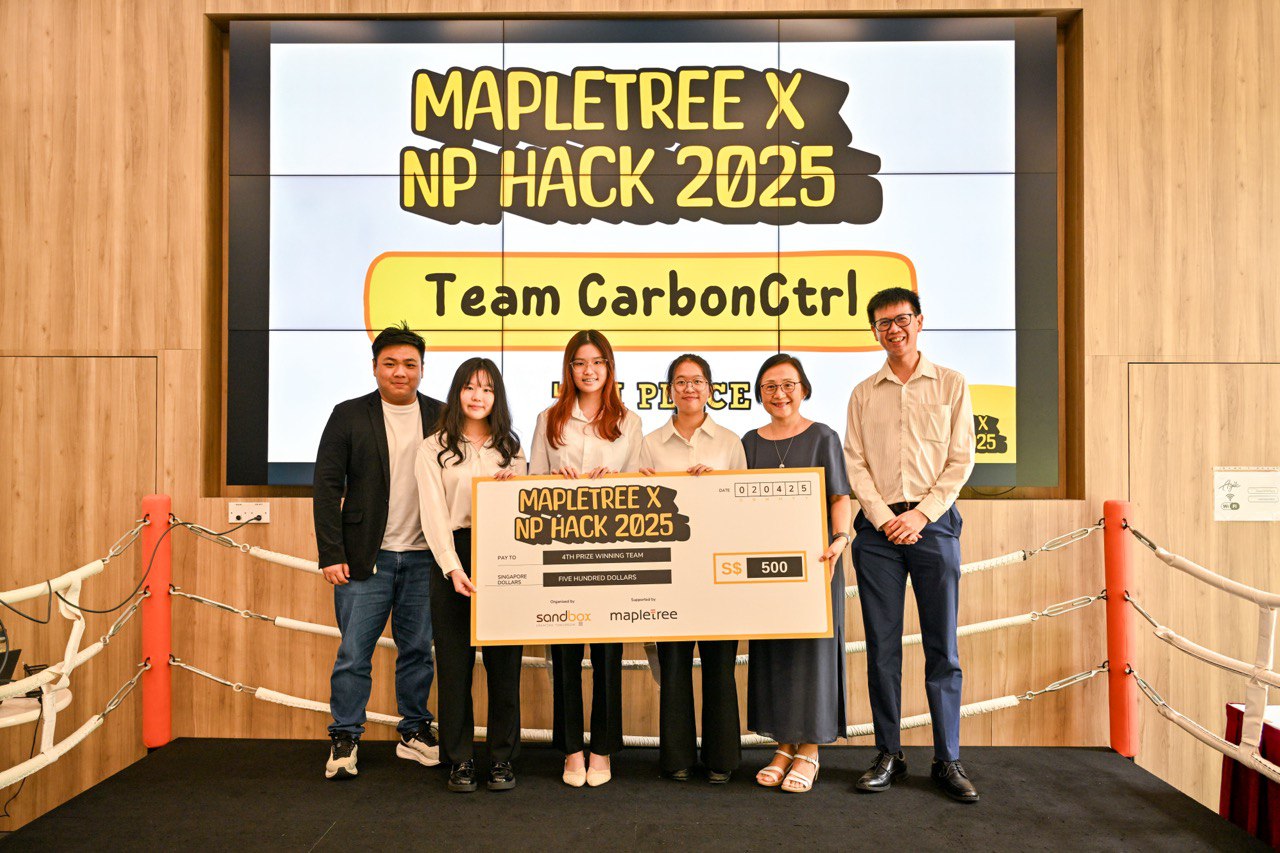 MAPLETREE X
NP HACK 2025
Team CarbonCtrl
X
25
MAPLETREE X
NP HACK 2025
DATE 020425
PAY TO 4TH PRIZE WINNING TEAM
SINGAPORE
DOLLARS
FIVE HUNDRED DOLLARS
S$ 500
Organised by
sandbox
Supported by
mapletree